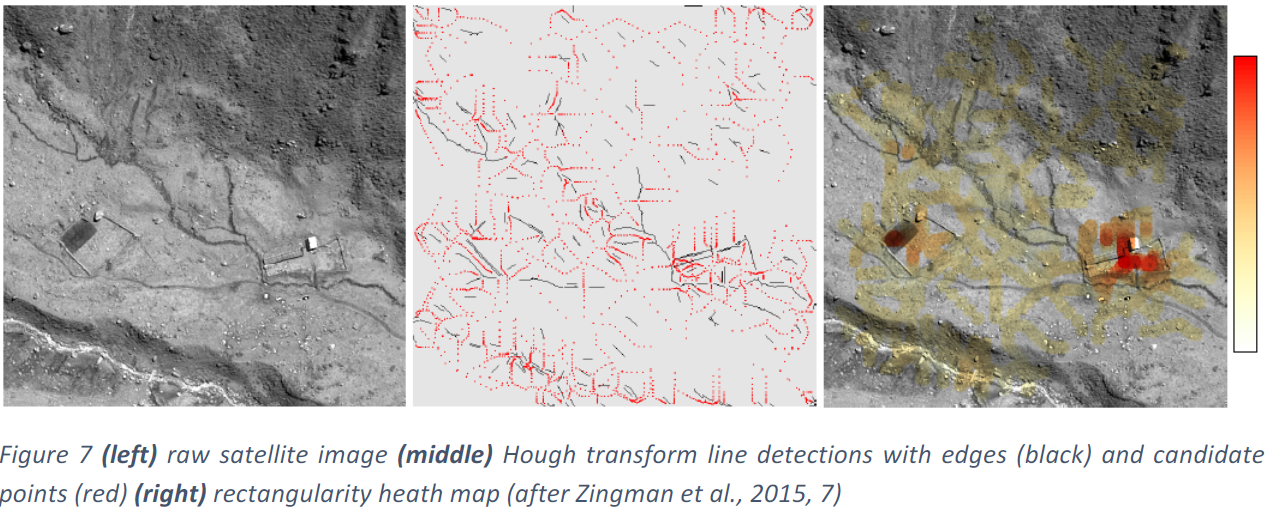 Figure 7 (left) raw satellite image (middle) Hough transform line detections with edges (black) and candidate
points (red) (right) rectangularity heath map (after Zingman et al., 2015, 7)